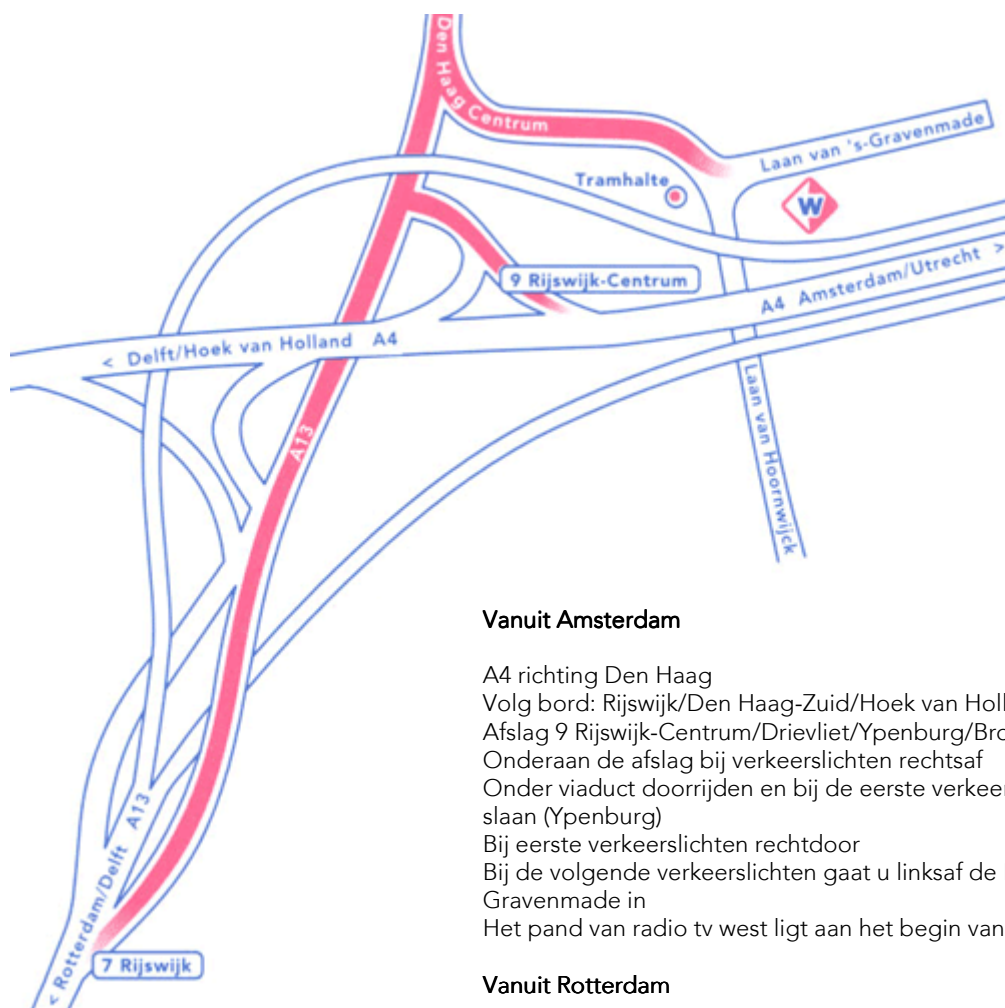 Den Haag Centrum
Laan van 's-Gravenmade
Tramhalte
W
9 Rijswijk-Centrum
A4 Amsterdam/Utrecht >
< Delft/Hoek van Holland A4
Laan van Hoornwijck
A13
< Rotterdam/Delft A13
7 Rijswijk
Vanuit Amsterdam
A4 richting Den Haag
Volg bord: Rijswijk/Den Haag-Zuid/Hoek van
Afslag 9 Rijswijk-Centrum/Drievliet/Ypenburg/
Onderaan de afslag bij verkeerslichten rechtsaf
Onder viaduct doorrijden en bij de eerste
slaan (Ypenburg)
Bij eerste verkeerslichten rechtdoor
Bij de volgende verkeerslichten gaat u linksaf de
Gravenmade in
Het pand van radio tv west ligt aan het begin van
Vanuit Rotterdam